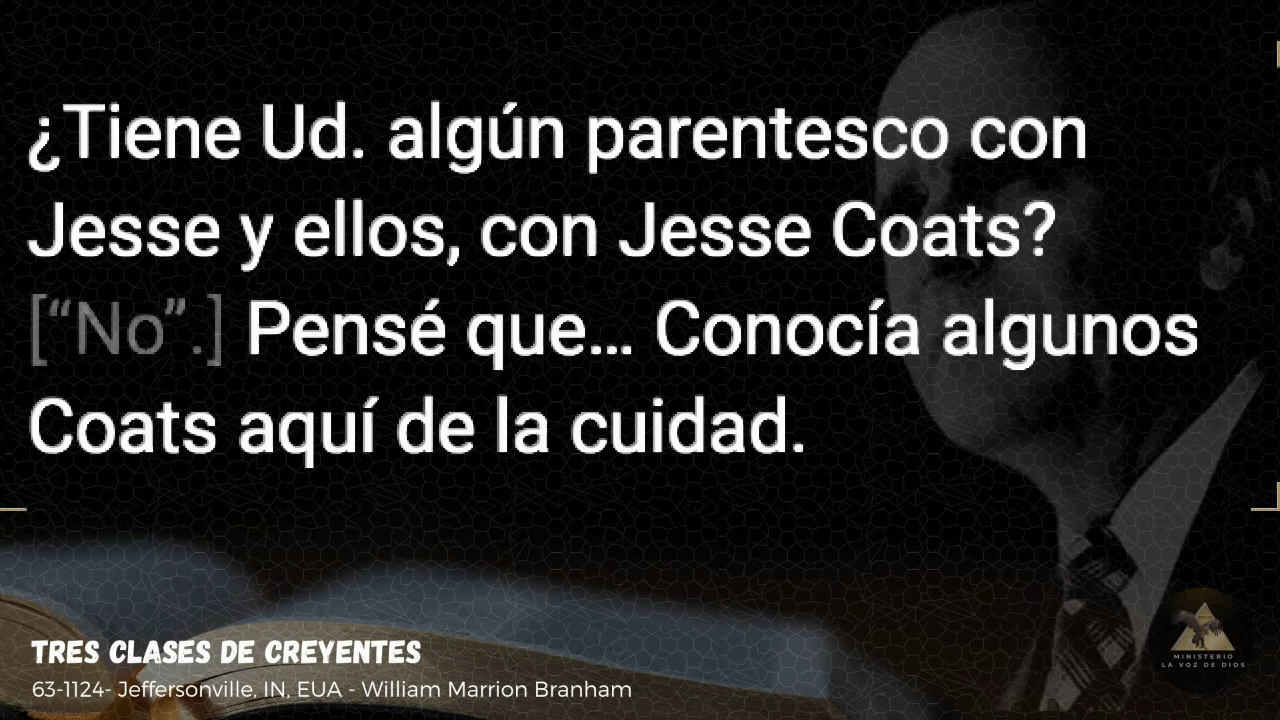 ¿Tiene Ud. algún parentesco con
Jesse y ellos, con Jesse Coats?
[“No”.] Pensé que... Conocía algunos
Coats aquí de la cuidad.
TRES CLASES DE CREYENTES
63-1124- Jeffersonville, IN, EUA - William Marrion Branham
MINISTERIO
LA VOZ DE DIOS